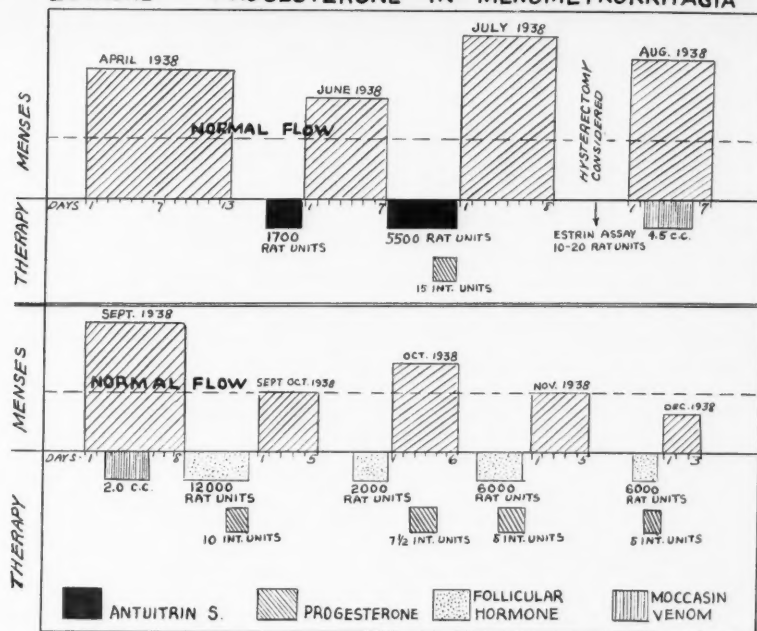 PROGESTERONE IN MENOMETRORRHAGIA
MENSES
APRIL 1938
JUNE 1938
JULY 1938
AUG. 1938
NORMAL FLOW
HYSTERECTOMY
CONSIDERED
THERAPY
DAYS 1 7 13 1 7 1 8 1 7
1700
RAT UNITS
5500 RAT UNITS
15 INT. UNITS
ESTRIN ASSAY
10-20 RAT UNITS
4.5 C.C.
MENSES
SEPT. 1938
SEPT OCT. 1938
OCT. 1938
NOV. 1938
DEC. 1938
NORMAL FLOW
THERAPY
DAYS 1 8 1 5 1 6 1 5 1 3
2.0 C.C.
12000
RAT UNITS
2000
RAT UNITS
6000
RAT UNITS
6000
RAT UNITS
10 INT. UNITS
7½ INT. UNITS
5 INT. UNITS
5 INT. UNITS
ANTUITRIN S.
PROGESTERONE
FOLLICULAR
HORMONE
MOCCASIN
VENOM